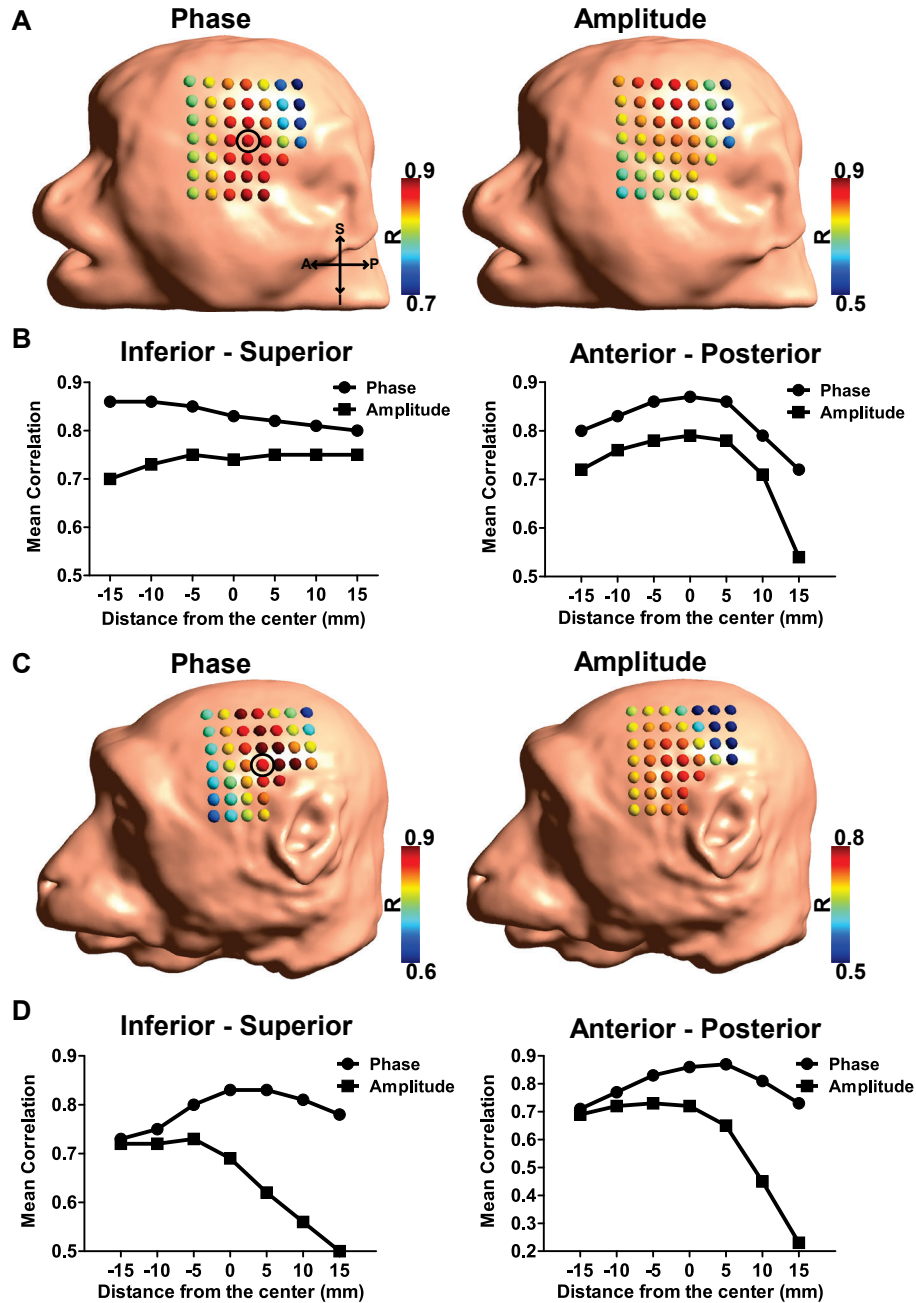 A
Phase
Amplitude
0.9
R
0.7
S
A P
I
0.9
R
0.5
B
Inferior - Superior
Phase
Amplitude
Mean Correlation
0.9
0.8
0.7
0.6
0.5
-15 -10 -5 0 5 10 15
Distance from the center (mm)
Anterior - Posterior
Phase
Amplitude
Mean Correlation
0.9
0.8
0.7
0.6
0.5
-15 -10 -5 0 5 10 15
Distance from the center (mm)
C
Phase
Amplitude
0.9
R
0.6
0.8
R
0.5
D
Inferior - Superior
Phase
Amplitude
Mean Correlation
0.9
0.8
0.7
0.6
0.5
-15 -10 -5 0 5 10 15
Distance from the center (mm)
Anterior - Posterior
Phase
Amplitude
Mean Correlation
0.9
0.8
0.7
0.6
0.5
0.4
0.3
0.2
-15 -10 -5 0 5 10 15
Distance from the center (mm)